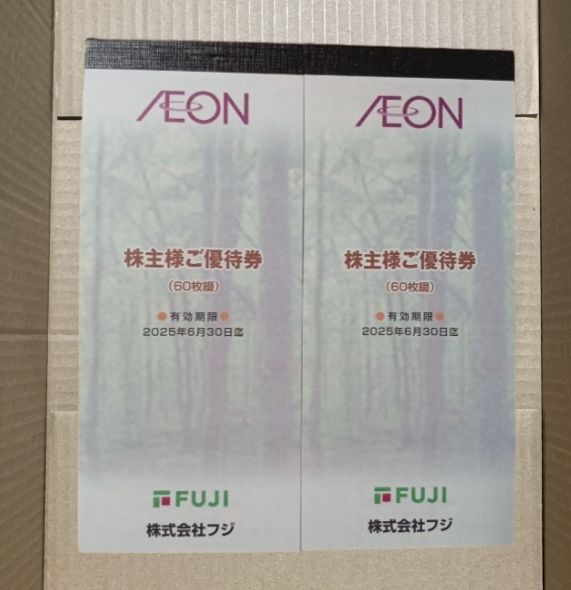 ÆON
株主様ご優待券
(60枚綴)
●有効期限●
2025年6月30日迄
FUJI
株式会社フジ
ÆON
株主様ご優待券
(60枚綴)
●有効期限●
2025年6月30日迄
FUJI
株式会社フジ